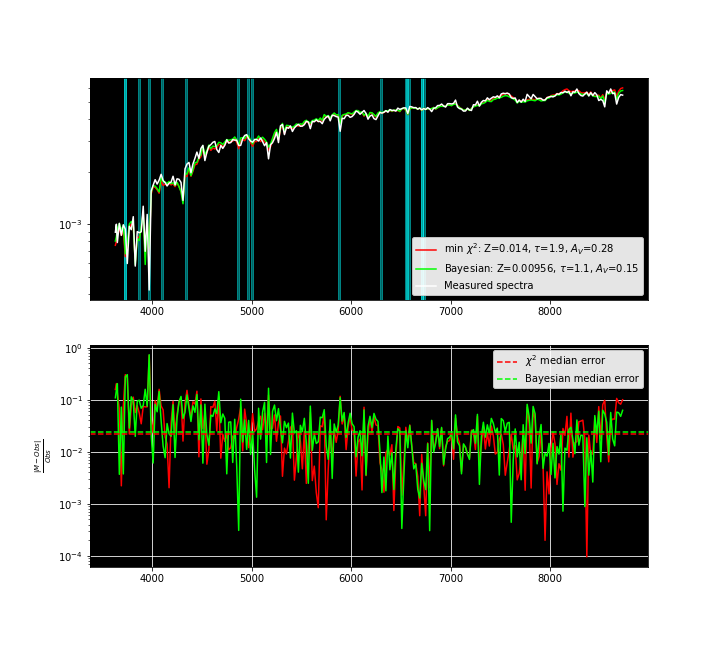 10⁻³
min χ²: Z=0.014, τ=1.9, A_V=0.28
Bayesian: Z=0.00956, τ=1.1, A_V=0.15
Measured spectra
4000 5000 6000 7000 8000
10⁰
10⁻¹
10⁻²
10⁻³
10⁻⁴
|M − Obs|
Obs
χ² median error
Bayesian median error
4000 5000 6000 7000 8000